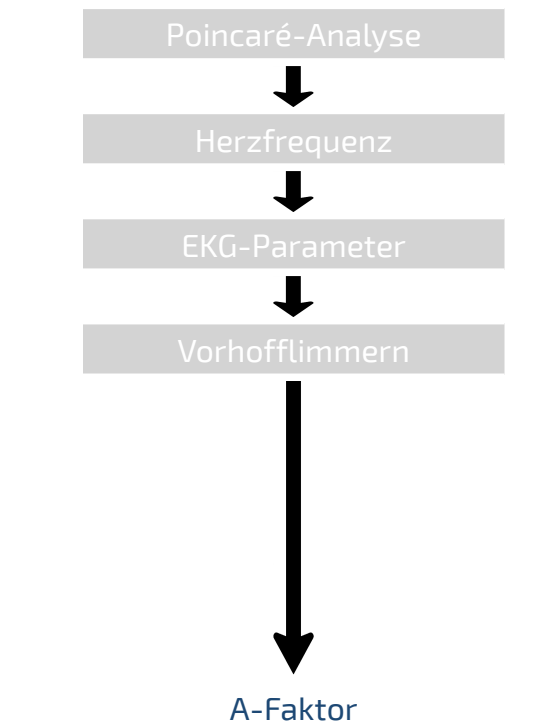 Poincaré-Analyse
Herzfrequenz
EKG-Parameter
Vorhofflimmern
A-Faktor